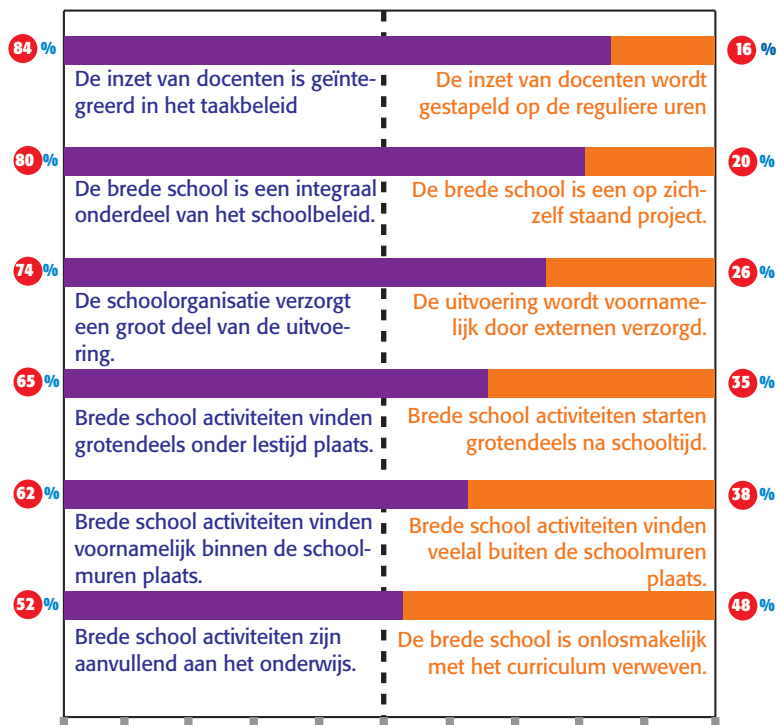 84 %
16 %
De inzet van docenten is geïnte-
greerd in het taakbeleid
De inzet van docenten wordt
gestapeld op de reguliere uren
80 %
20 %
De brede school is een integraal
onderdeel van het schoolbeleid.
De brede school is een op zich-
zelf staand project.
74 %
26 %
De schoolorganisatie verzorgt
een groot deel van de uitvoe-
ring.
De uitvoering wordt voorname-
lijk door externen verzorgd.
65 %
35 %
Brede school activiteiten vinden
grotendeels onder lestijd plaats.
Brede school activiteiten starten
grotendeels na schooltijd.
62 %
38 %
Brede school activiteiten vinden
voornamelijk binnen de school-
muren plaats.
Brede school activiteiten vinden
veelal buiten de schoolmuren
plaats.
52 %
48 %
Brede school activiteiten zijn
aanvullend aan het onderwijs.
De brede school is onlosmakelijk
met het curriculum verweven.